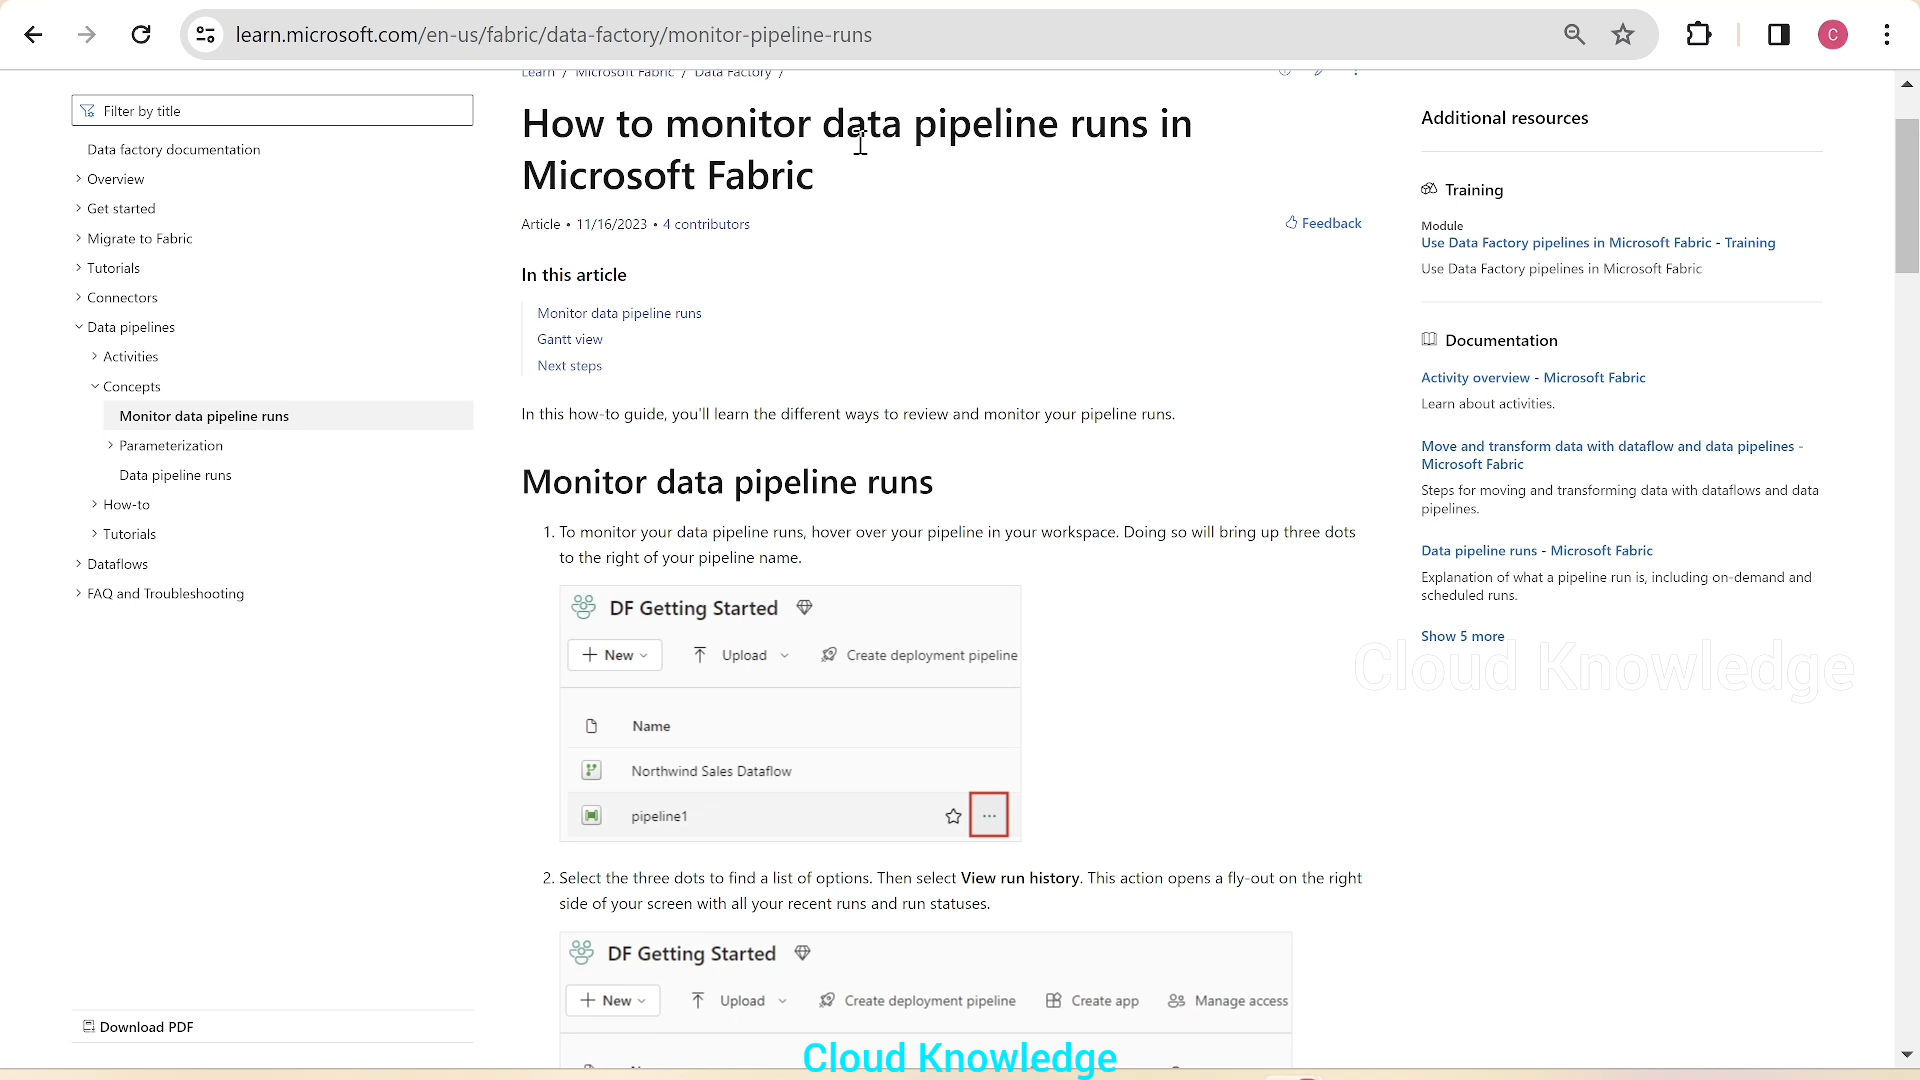 learn.microsoft.com/en-us/fabric/data-factory/monitor-pipeline-runs
C
Learn / Microsoft Fabric / Data Factory /
Filter by title
Data factory documentation
Overview
Get started
Migrate to Fabric
Tutorials
Connectors
Data pipelines
Activities
Concepts
Monitor data pipeline runs
Parameterization
Data pipeline runs
How-to
Tutorials
Dataflows
FAQ and Troubleshooting
Download PDF
How to monitor data pipeline runs in
Microsoft Fabric
Article • 11/16/2023 • 4 contributors
Feedback
In this article
Monitor data pipeline runs
Gantt view
Next steps
In this how-to guide, you'll learn the different ways to review and monitor your pipeline runs.
Monitor data pipeline runs
1. To monitor your data pipeline runs, hover over your pipeline in your workspace. Doing so will bring up three dots
to the right of your pipeline name.
DF Getting Started
New Upload Create deployment pipeline
Name
Northwind Sales Dataflow
pipeline1
2. Select the three dots to find a list of options. Then select View run history. This action opens a fly-out on the right
side of your screen with all your recent runs and run statuses.
DF Getting Started
New Upload Create deployment pipeline Create app Manage access
Additional resources
Training
Module
Use Data Factory pipelines in Microsoft Fabric - Training
Use Data Factory pipelines in Microsoft Fabric
Documentation
Activity overview - Microsoft Fabric
Learn about activities.
Move and transform data with dataflow and data pipelines -
Microsoft Fabric
Steps for moving and transforming data with dataflows and data
pipelines.
Data pipeline runs - Microsoft Fabric
Explanation of what a pipeline run is, including on-demand and
scheduled runs.
Show 5 more
Cloud Knowledge
Cloud Knowledge